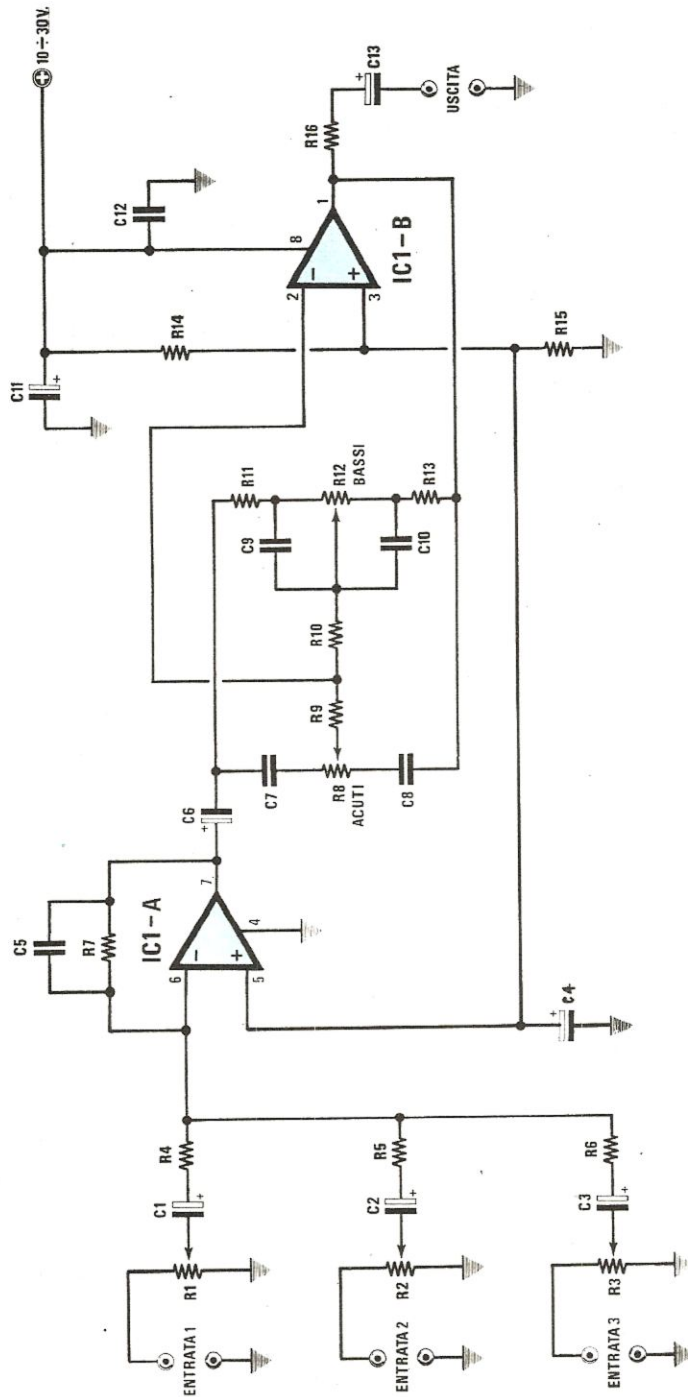 ENTRATA 1
R1
C1
+
R4
ENTRATA 2
R2
C2
+
R5
ENTRATA 3
R3
C3
+
R6
C5
R7
IC1-A
6
−
5
+
7
4
C4
+
C6
+
C7
R8
ACUTI
C8
R9
R10
C9
C10
R11
R12
BASSI
R13
C11
+
R14
C12
10÷30V.
+
2
−
3
+
8
1
IC1-B
R15
R16
C13
+
USCITA